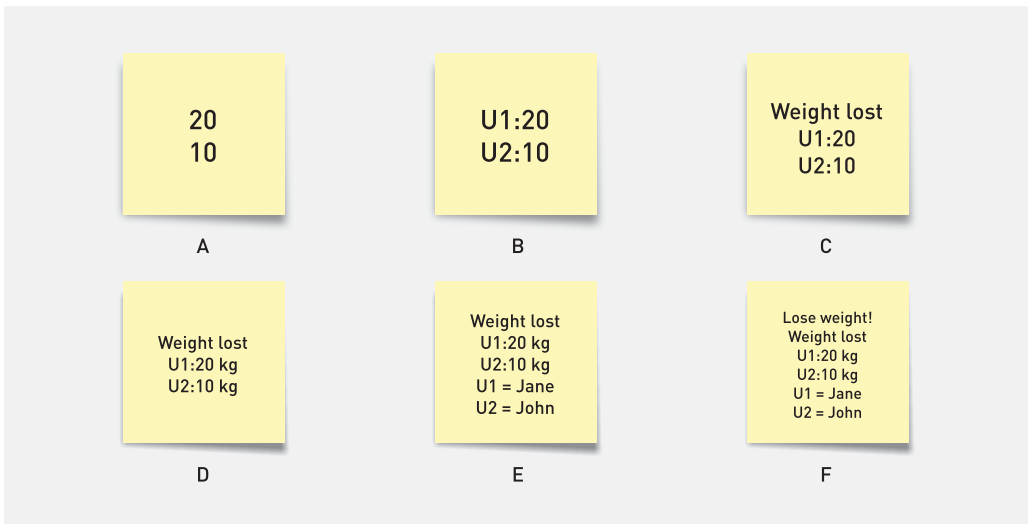 20
10
A
U1:20
U2:10
B
Weight lost
U1:20
U2:10
C
Weight lost
U1:20 kg
U2:10 kg
D
Weight lost
U1:20 kg
U2:10 kg
U1 = Jane
U2 = John
E
Lose weight!
Weight lost
U1:20 kg
U2:10 kg
U1 = Jane
U2 = John
F